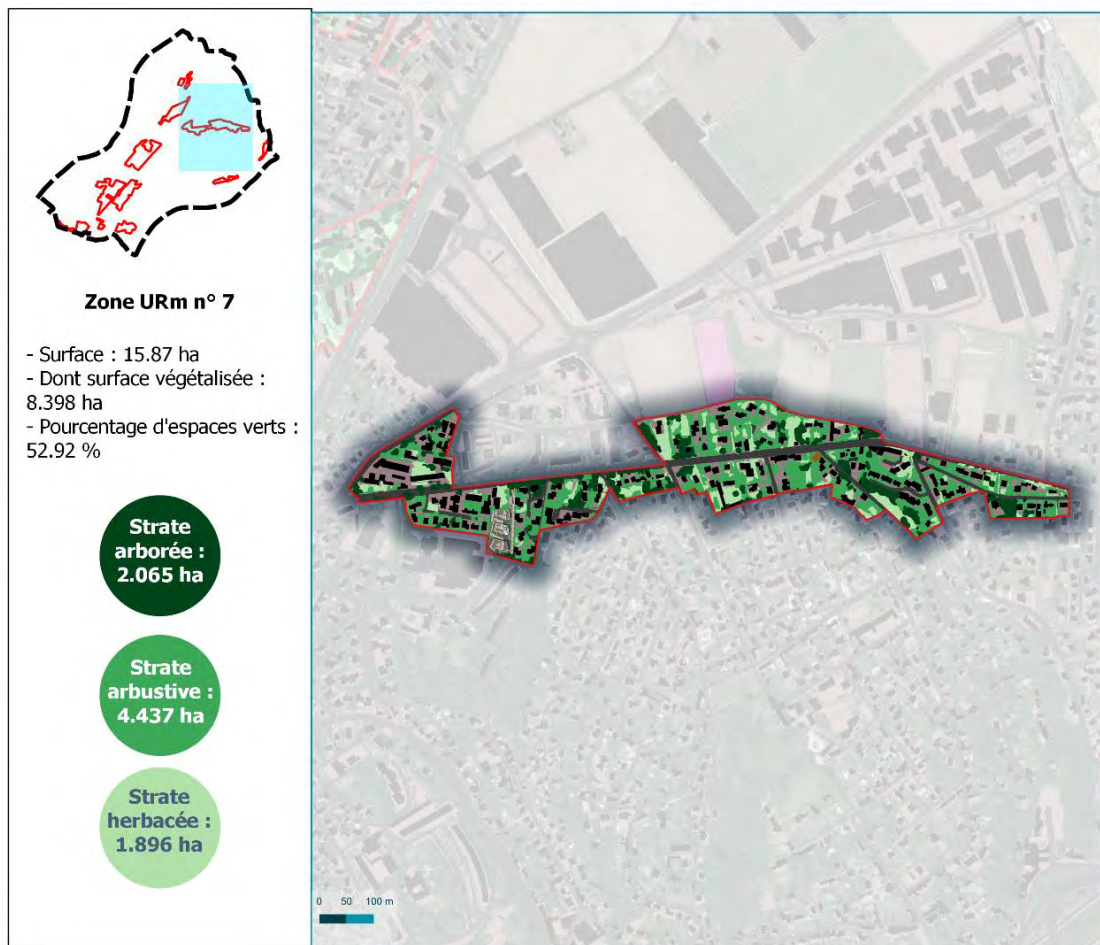 Zone URm n° 7
- Surface : 15.87 ha
- Dont surface végétalisée :
8.398 ha
- Pourcentage d'espaces verts :
52.92 %
Strate
arborée :
2.065 ha
Strate
arbustive :
4.437 ha
Strate
herbacée :
1.896 ha
0 50 100 m